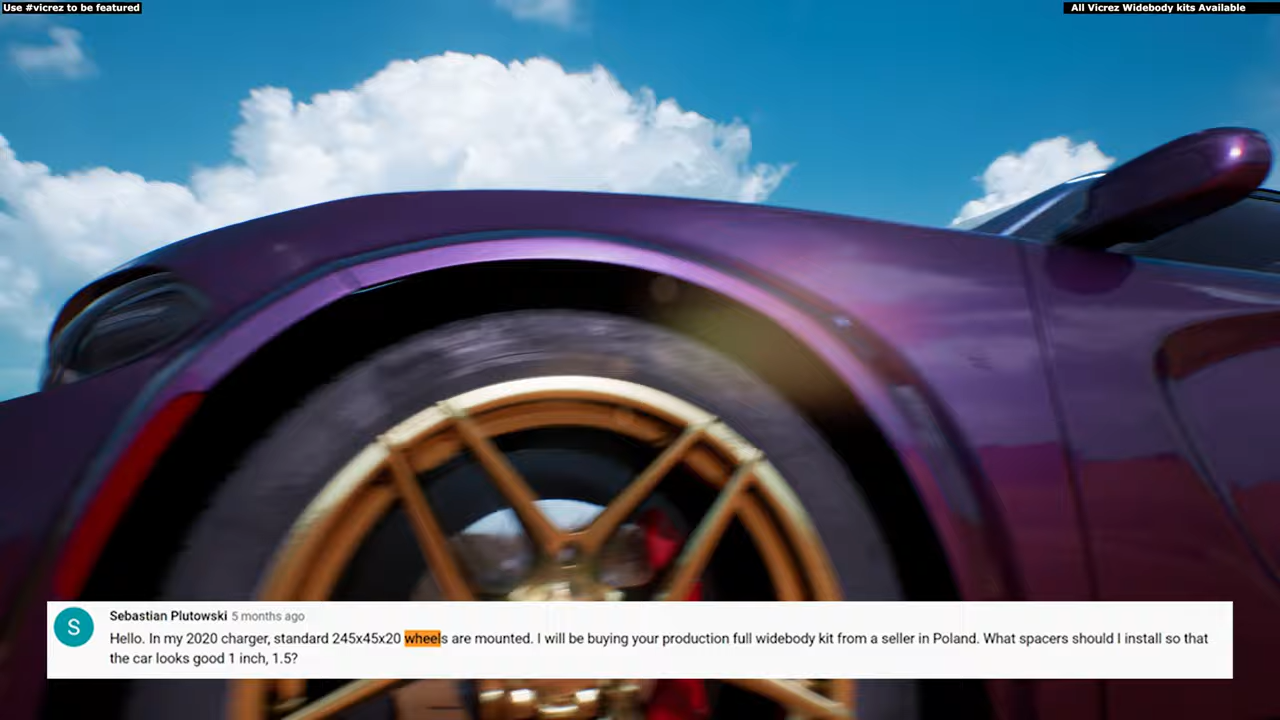 Use #vicrez to be featured
All Vicrez Widebody kits Available
S
Sebastian Plutowski 5 months ago
Hello. In my 2020 charger, standard 245x45x20 wheels are mounted. I will be buying your production full widebody kit from a seller in Poland. What spacers should I install so that
the car looks good 1 inch, 1.5?